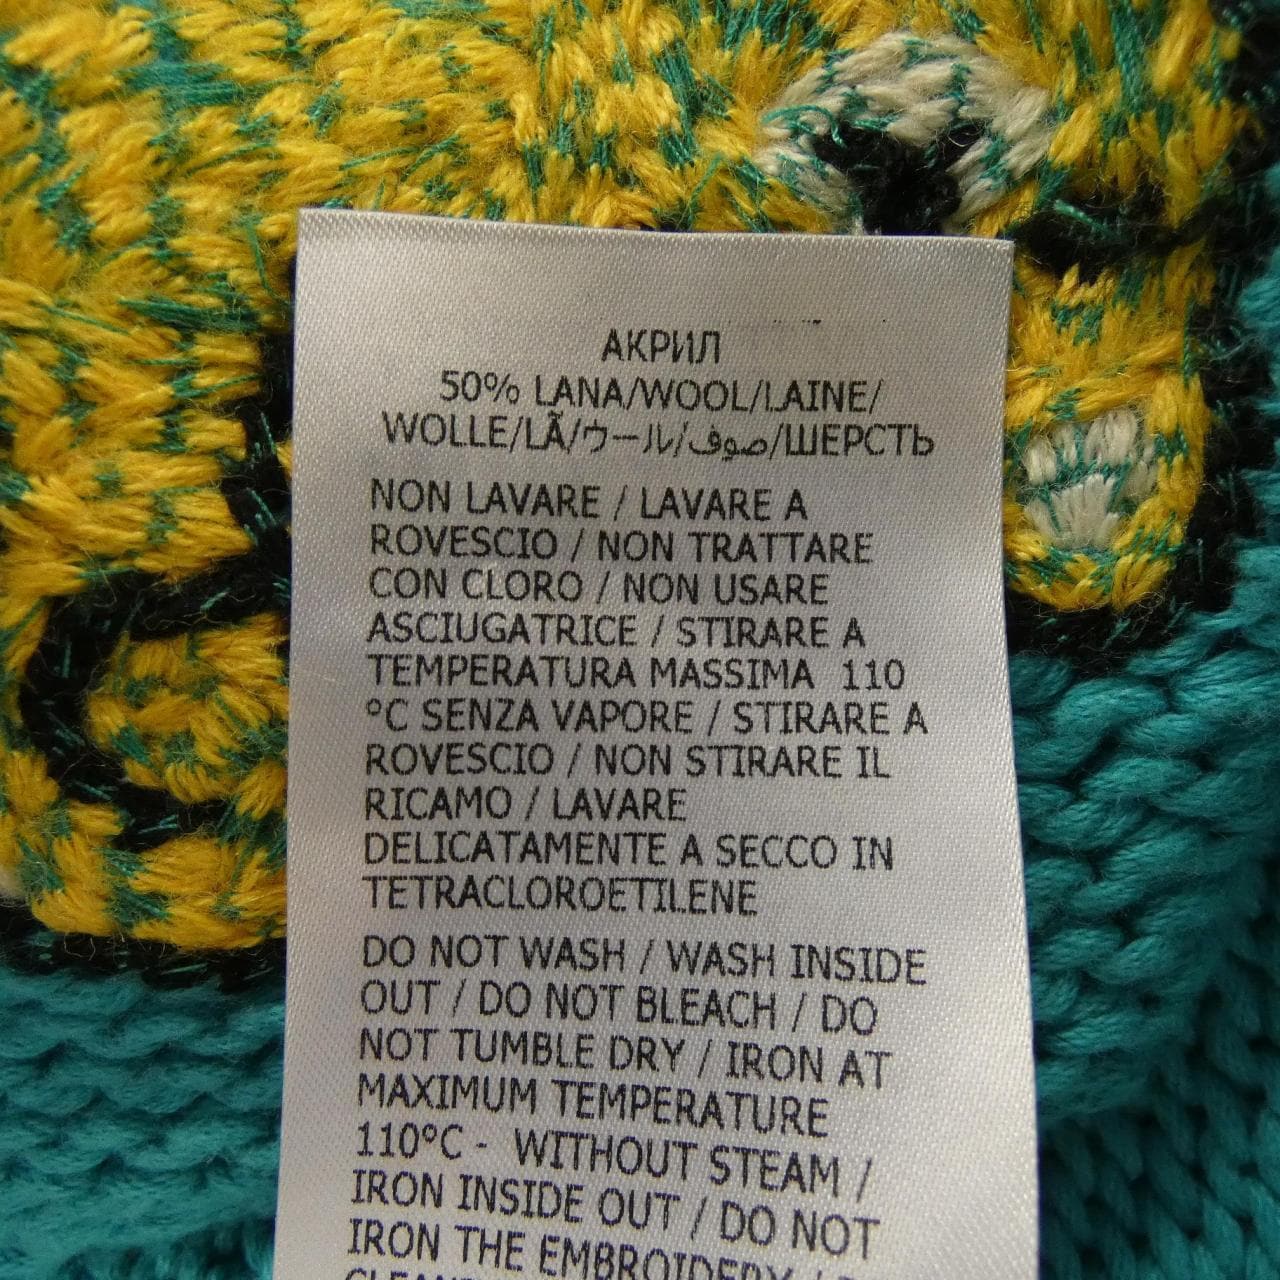 АКРИЛ
50% LANA/WOOL/LAINE/
WOLLE/LÃ/ウール/صوف/ШЕРСТЬ
NON LAVARE / LAVARE A
ROVESCIO / NON TRATTARE
CON CLORO / NON USARE
ASCIUGATRICE / STIRARE A
TEMPERATURA MASSIMA 110
°C SENZA VAPORE / STIRARE A
ROVESCIO / NON STIRARE IL
RICAMO / LAVARE
DELICATAMENTE A SECCO IN
TETRACLOROETILENE
DO NOT WASH / WASH INSIDE
OUT / DO NOT BLEACH / DO
NOT TUMBLE DRY / IRON AT
MAXIMUM TEMPERATURE
110°C - WITHOUT STEAM /
IRON INSIDE OUT / DO NOT
IRON THE EMBROIDERY /